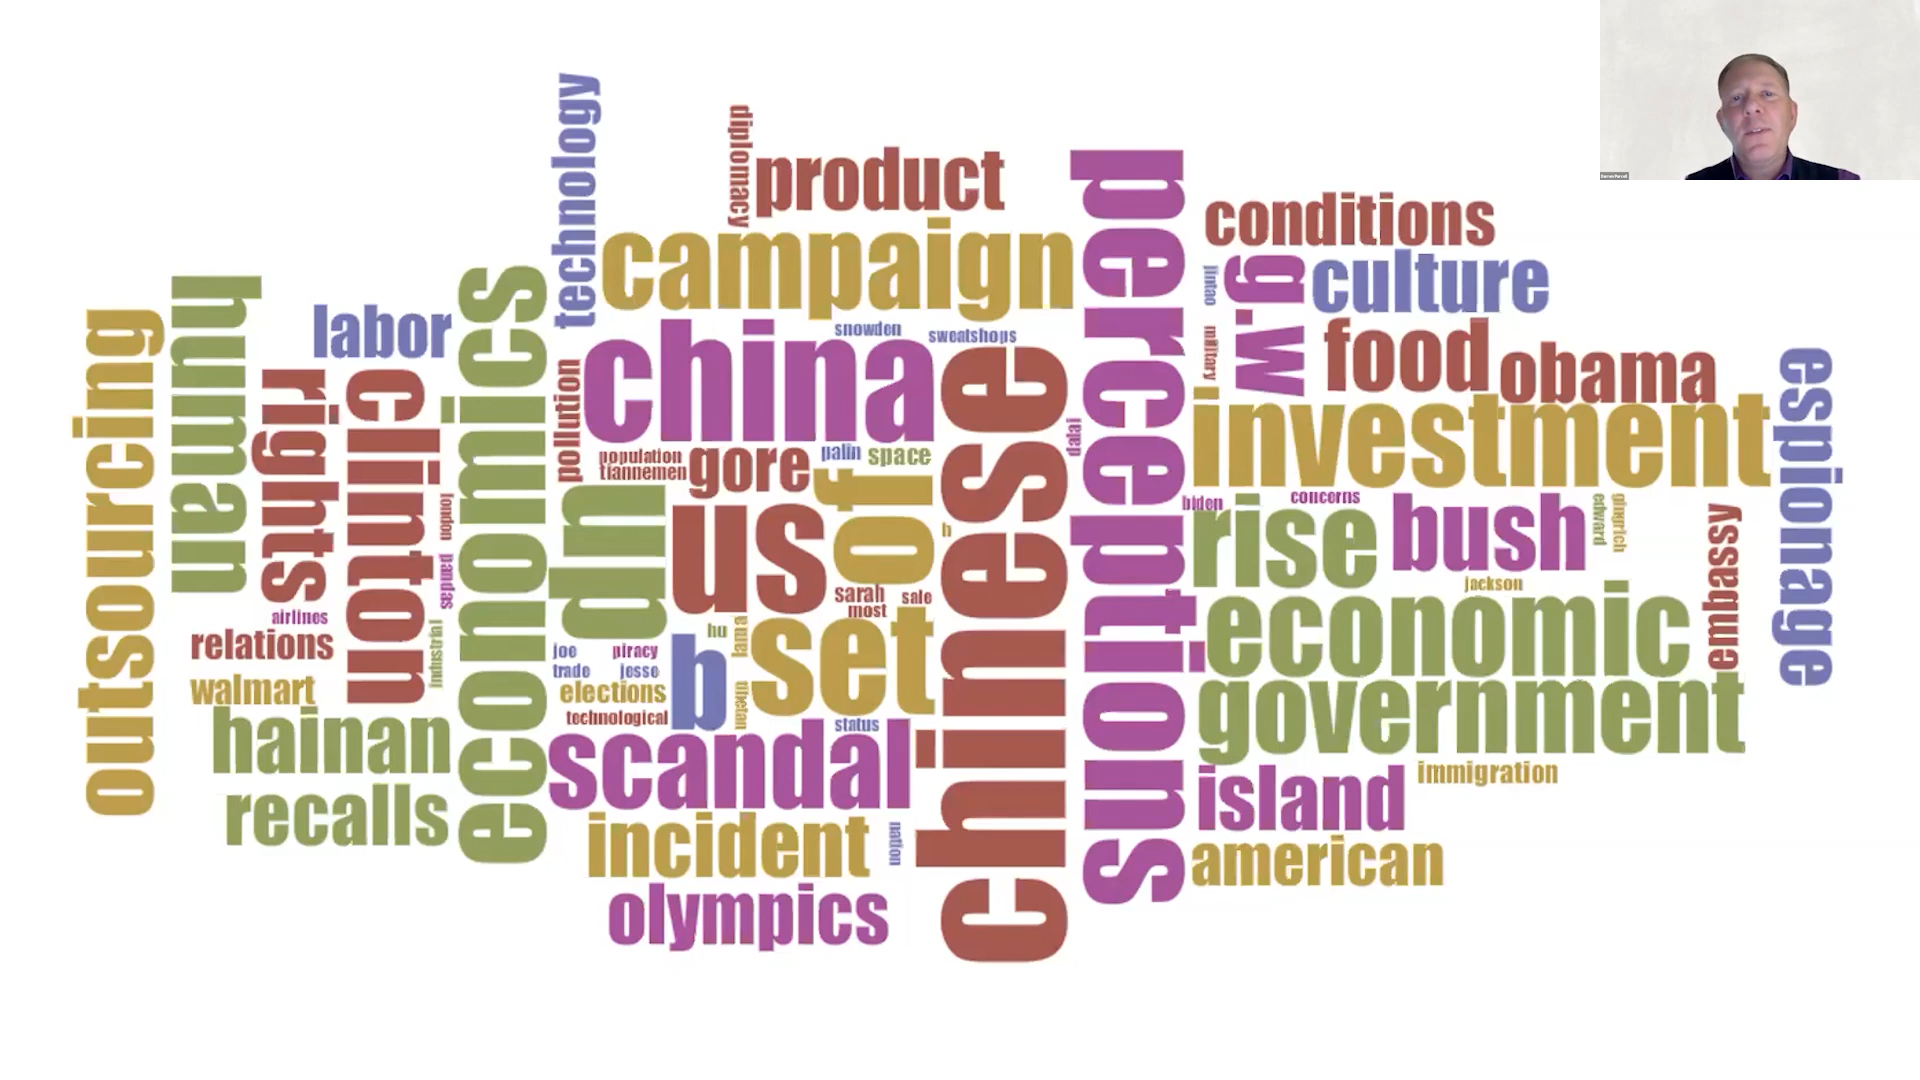 technology
diplomacy
product
perceptions
conditions
campaign
g.w
culture
human
economics
labor
jintao
outsourcing
china
snowden
sweatshops
military
food
obama
espionage
rights
clinton
pollution
chinese
dalai
investment
population
tiannemen
gore
palin
space
of
london
dn
us
h
biden
concerns
rise
bush
edward
gingrich
embassy
pandas
sarah
sale
most
jackson
airlines
industrial
relations
hu
lama
set
economic
joe
piracy
trade
jesse
b
walmart
elections
tibetan
technological
status
government
hainan
scandal
island
immigration
recalls
incident
nation
american
olympics